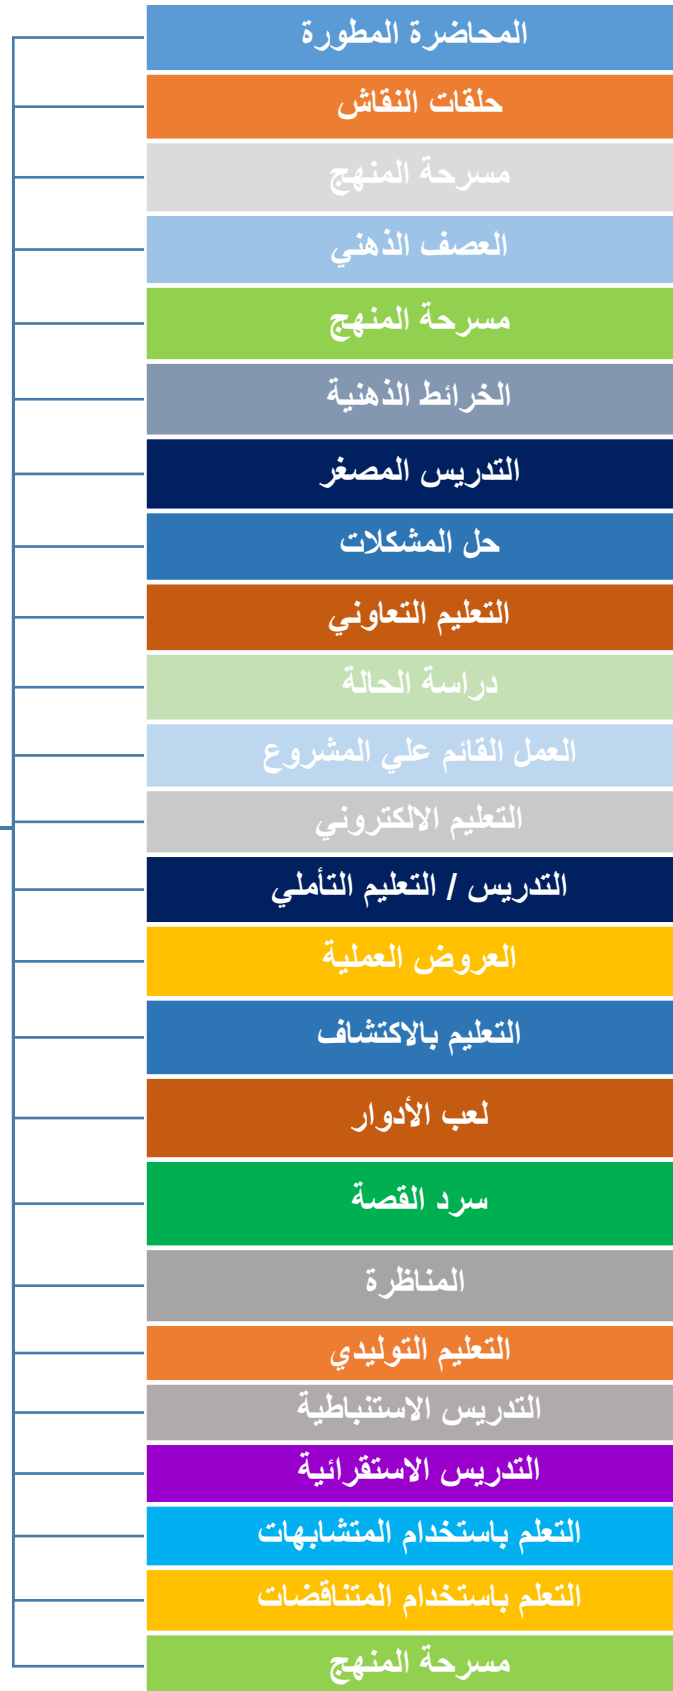 المحاضرة المطورة
حلقات النقاش
مسرحة المنهج
العصف الذهني
مسرحة المنهج
الخرائط الذهنية
التدريس المصغر
حل المشكلات
التعليم التعاوني
دراسة الحالة
العمل القائم علي المشروع
التعليم الالكتروني
التدريس / التعليم التأملي
العروض العملية
التعليم بالاكتشاف
لعب الأدوار
سرد القصة
المناظرة
التعليم التوليدي
التدريس الاستنباطية
التدريس الاستقرائية
التعلم باستخدام المتشابهات
التعلم باستخدام المتناقضات
مسرحة المنهج